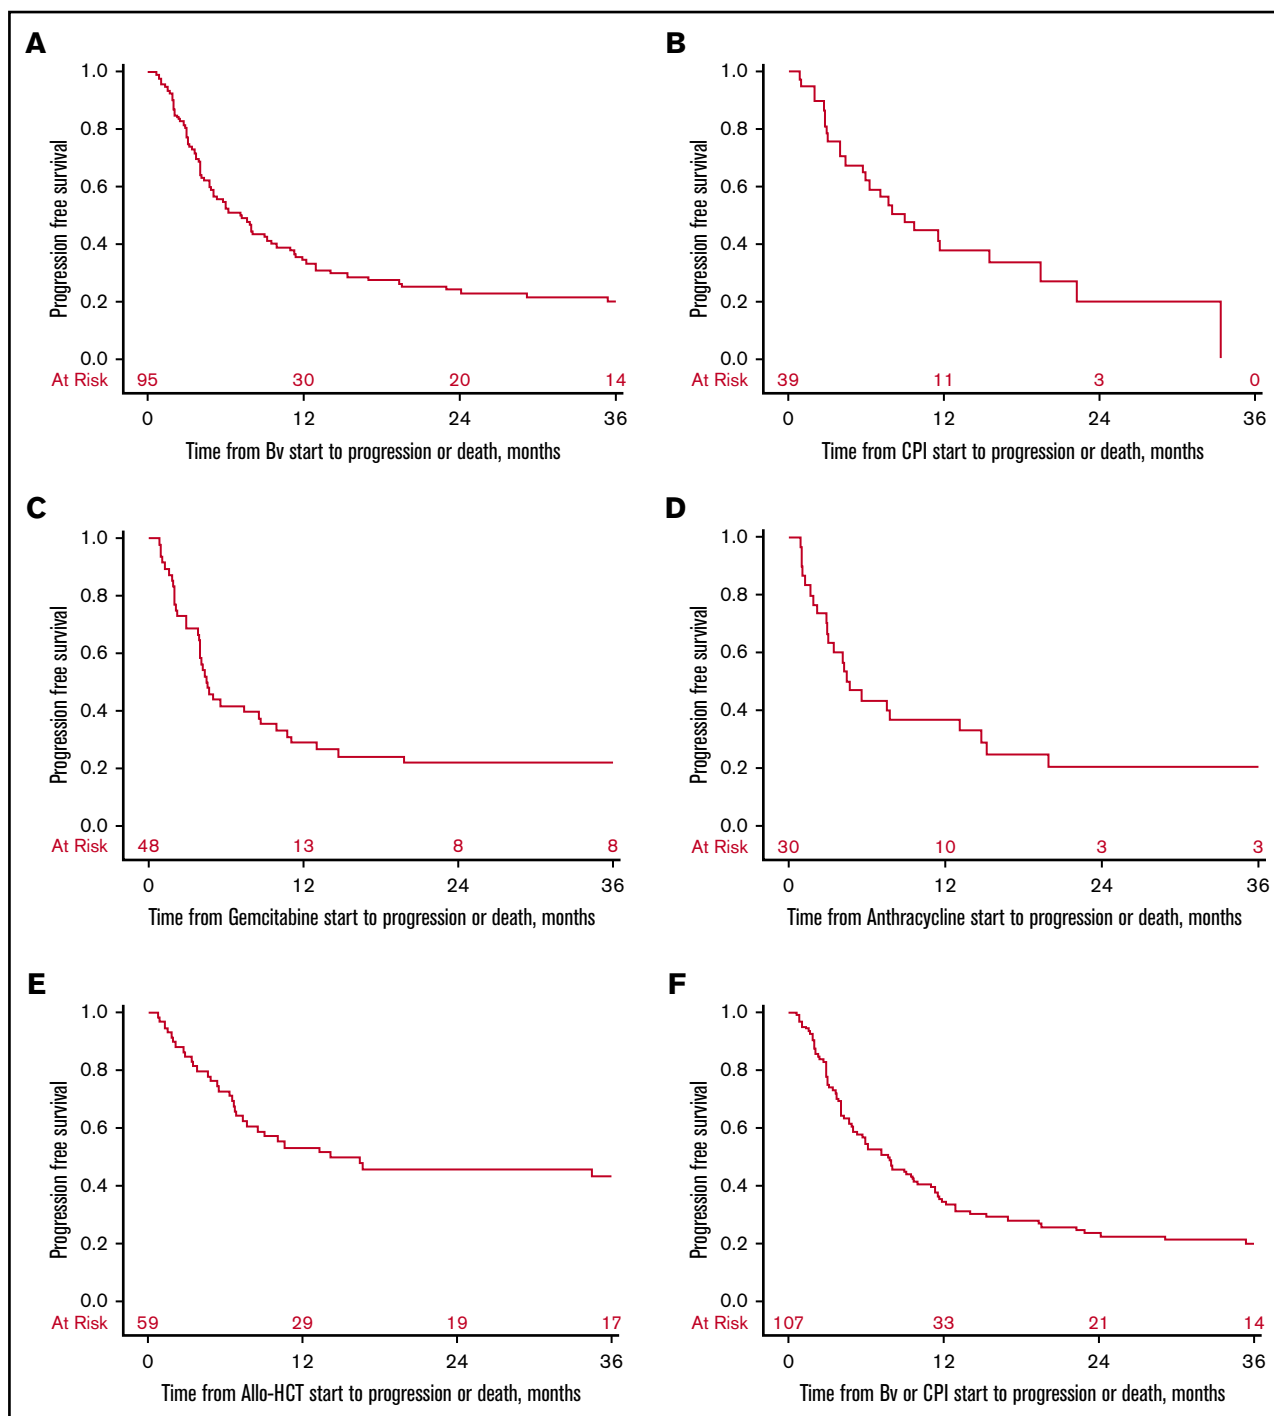 A
Progression free survival
1.0
0.8
0.6
0.4
0.2
0.0
At Risk 95 30 20 14
0 12 24 36
Time from Bv start to progression or death, months
B
Progression free survival
1.0
0.8
0.6
0.4
0.2
0.0
At Risk 39 11 3 0
0 12 24 36
Time from CPI start to progression or death, months
C
Progression free survival
1.0
0.8
0.6
0.4
0.2
0.0
At Risk 48 13 8 8
0 12 24 36
Time from Gemcitabine start to progression or death, months
D
Progression free survival
1.0
0.8
0.6
0.4
0.2
0.0
At Risk 30 10 3 3
0 12 24 36
Time from Anthracycline start to progression or death, months
E
Progression free survival
1.0
0.8
0.6
0.4
0.2
0.0
At Risk 59 29 19 17
0 12 24 36
Time from Allo-HCT start to progression or death, months
F
Progression free survival
1.0
0.8
0.6
0.4
0.2
0.0
At Risk 107 33 21 14
0 12 24 36
Time from Bv or CPI start to progression or death, months